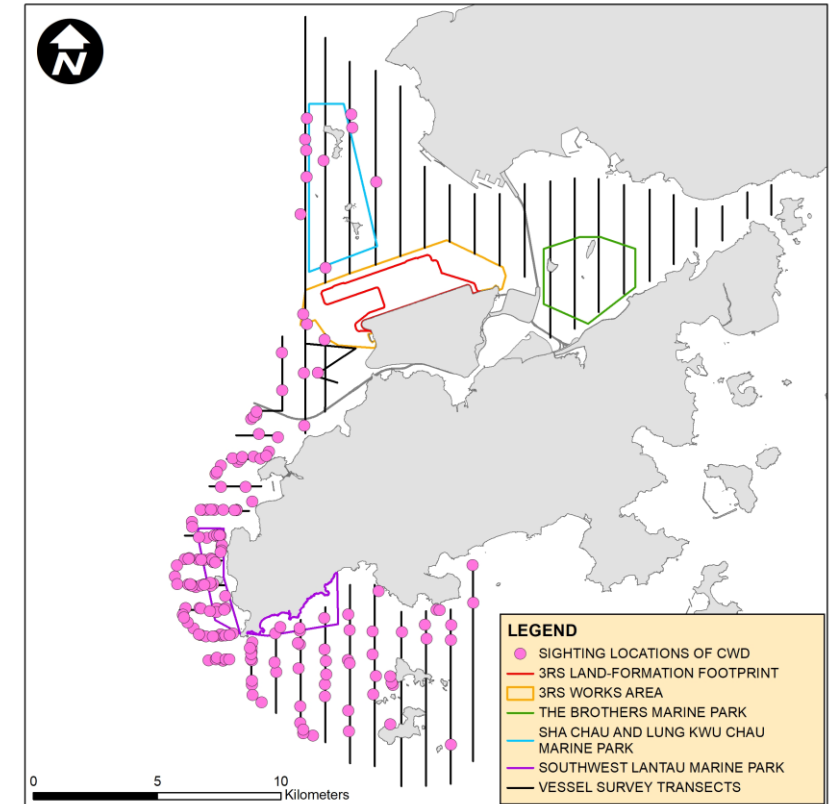 N
LEGEND
SIGHTING LOCATIONS OF CWD
3RS LAND-FORMATION FOOTPRINT
3RS WORKS AREA
THE BROTHERS MARINE PARK
SHA CHAU AND LUNG KWU CHAU
MARINE PARK
SOUTHWEST LANTAU MARINE PARK
VESSEL SURVEY TRANSECTS
0 5 10
Kilometers